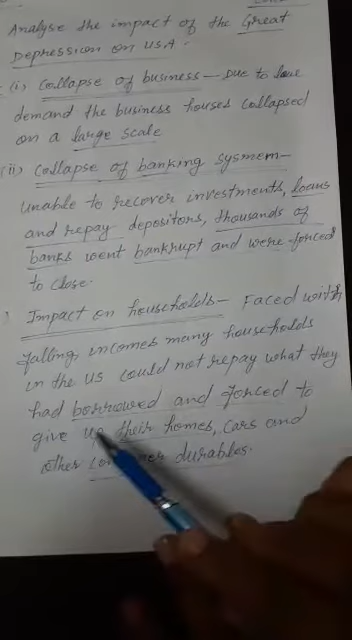 Analyse the impact of the Great
Depression on USA.
(i) Collapse of business - Due to low
demand the business houses collapsed
on a large scale
(ii) Collapse of banking sysmem-
Unable to recover investments, loans
and repay depositors, thousands of
banks went bankrupt and were forced
to close.
Impact on households - Faced with
falling, incomes many households
in the US could not repay what they
had borrowed and forced to
give up their homes, cars and
other durables.